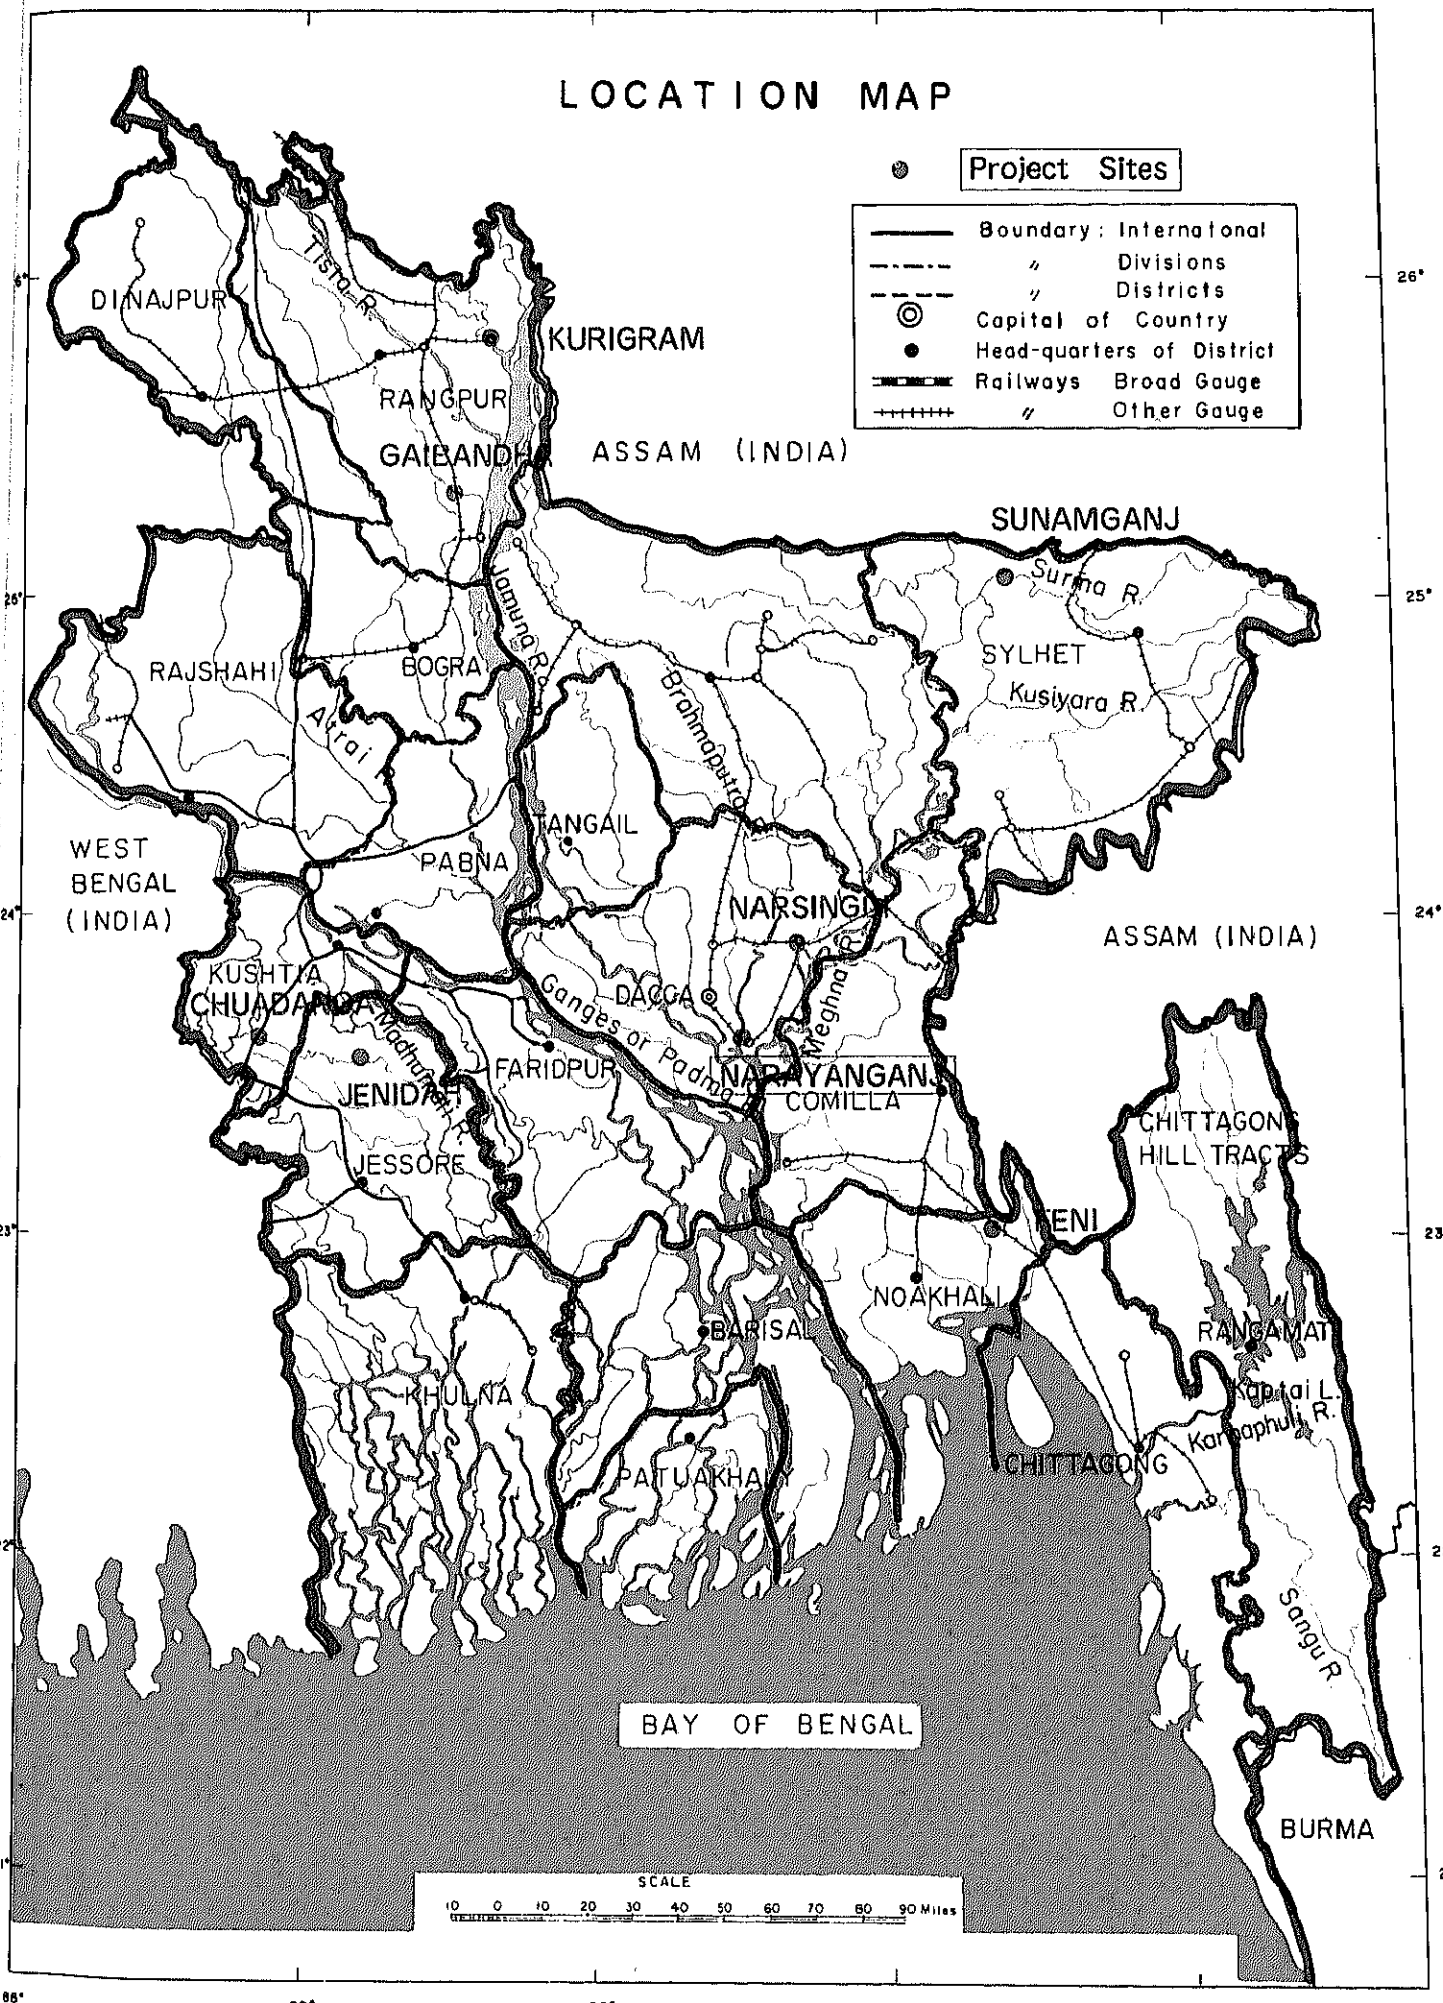 LOCATION MAP
Project Sites
Boundary : Internatonal
〃 Divisions
〃 Districts
Capital of Country
Head-quarters of District
Railways Broad Gauge
〃 Other Gauge
Tista R.
DINAJPUR
26°
KURIGRAM
RANGPUR
GAIBANDHA
ASSAM (INDIA)
SUNAMGANJ
Surma R.
25°
Jamuna R.
RAJSHAHI
BOGRA
SYLHET
Kusiyara R.
Brahmaputra
Atrai
TANGAIL
WEST
BENGAL
(INDIA)
PABNA
24°
NARSINGDI
ASSAM (INDIA)
KUSHTIA
CHUADANGA
DACCA
Meghna R.
Ganges or Padma
Madhumati R.
FARIDPUR
NARAYANGANJ
COMILLA
JENIDAH
CHITTAGONG
HILL TRACTS
JESSORE
23°
FENI
NOAKHALI
BARISAL
RANGAMATI
KHULNA
Kaptai L.
Karnaphuli R.
PATUAKHALY
CHITTAGONG
Sangu R.
BAY OF BENGAL
BURMA
SCALE
10 0 10 20 30 40 50 60 70 80 90 Miles
88°